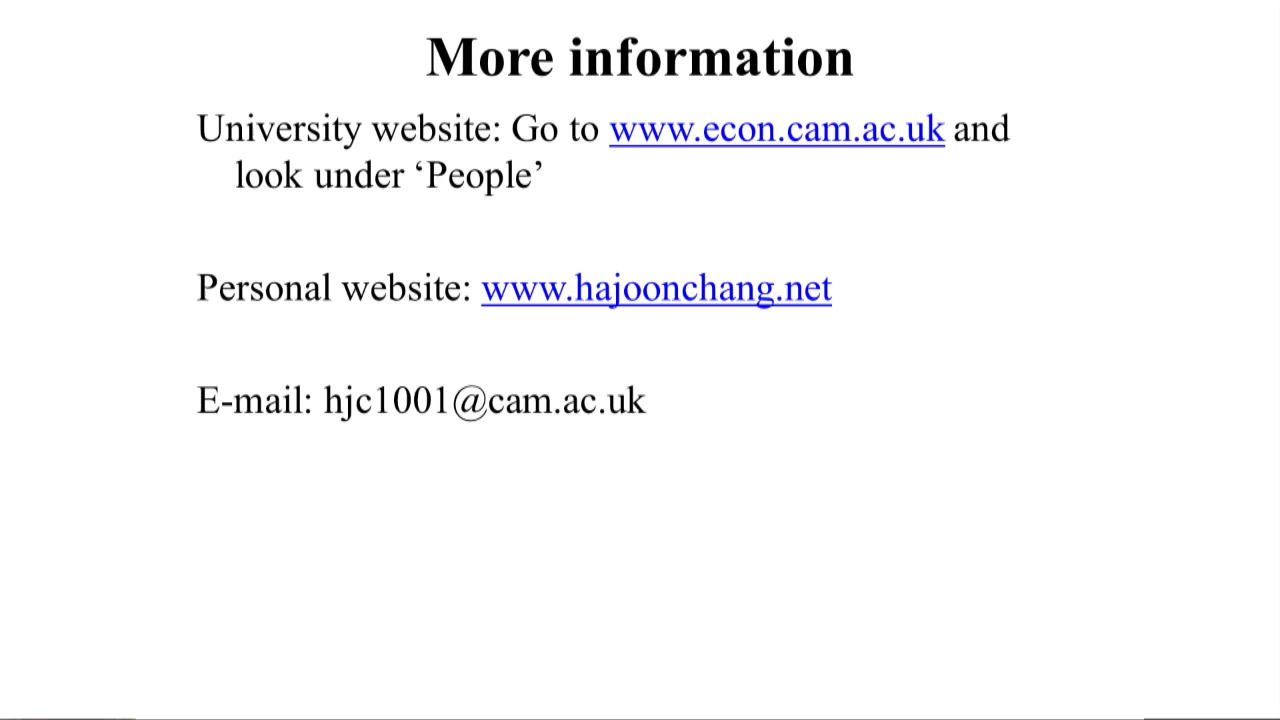 More information
University website: Go to www.econ.cam.ac.uk and
look under ‘People’
Personal website: www.hajoonchang.net
E-mail: hjc1001@cam.ac.uk